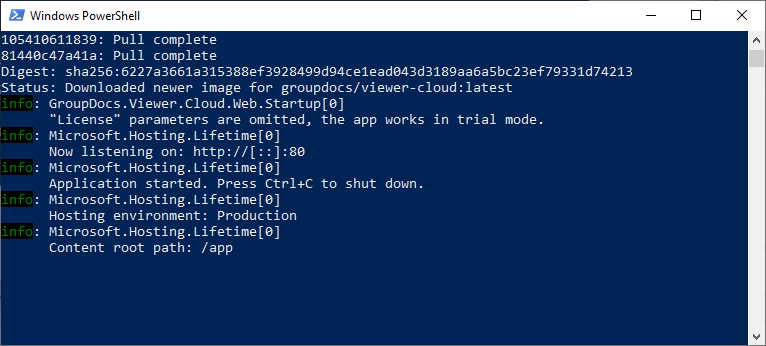 Windows PowerShell
105410611839: Pull complete
81440c47a41a: Pull complete
Digest: sha256:6227a3661a315388ef3928499d94ce1ead043d3189aa6a5bc23ef79331d74213
Status: Downloaded newer image for groupdocs/viewer-cloud:latest
info: GroupDocs.Viewer.Cloud.Web.Startup[0]
"License" parameters are omitted, the app works in trial mode.
info: Microsoft.Hosting.Lifetime[0]
Now listening on: http://[::]:80
info: Microsoft.Hosting.Lifetime[0]
Application started. Press Ctrl+C to shut down.
info: Microsoft.Hosting.Lifetime[0]
Hosting environment: Production
info: Microsoft.Hosting.Lifetime[0]
Content root path: /app